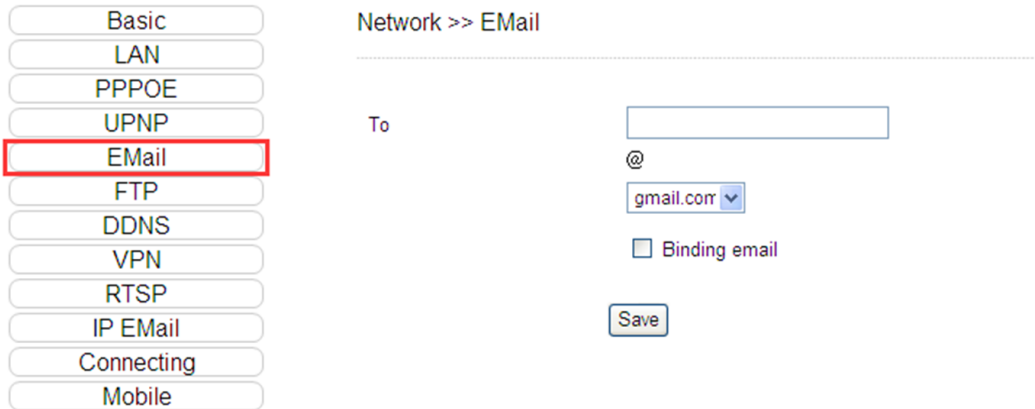 Basic
LAN
PPPOE
UPNP
EMail
FTP
DDNS
VPN
RTSP
IP EMail
Connecting
Mobile
Network >> EMail
To
@
gmail.com
Binding email
Save